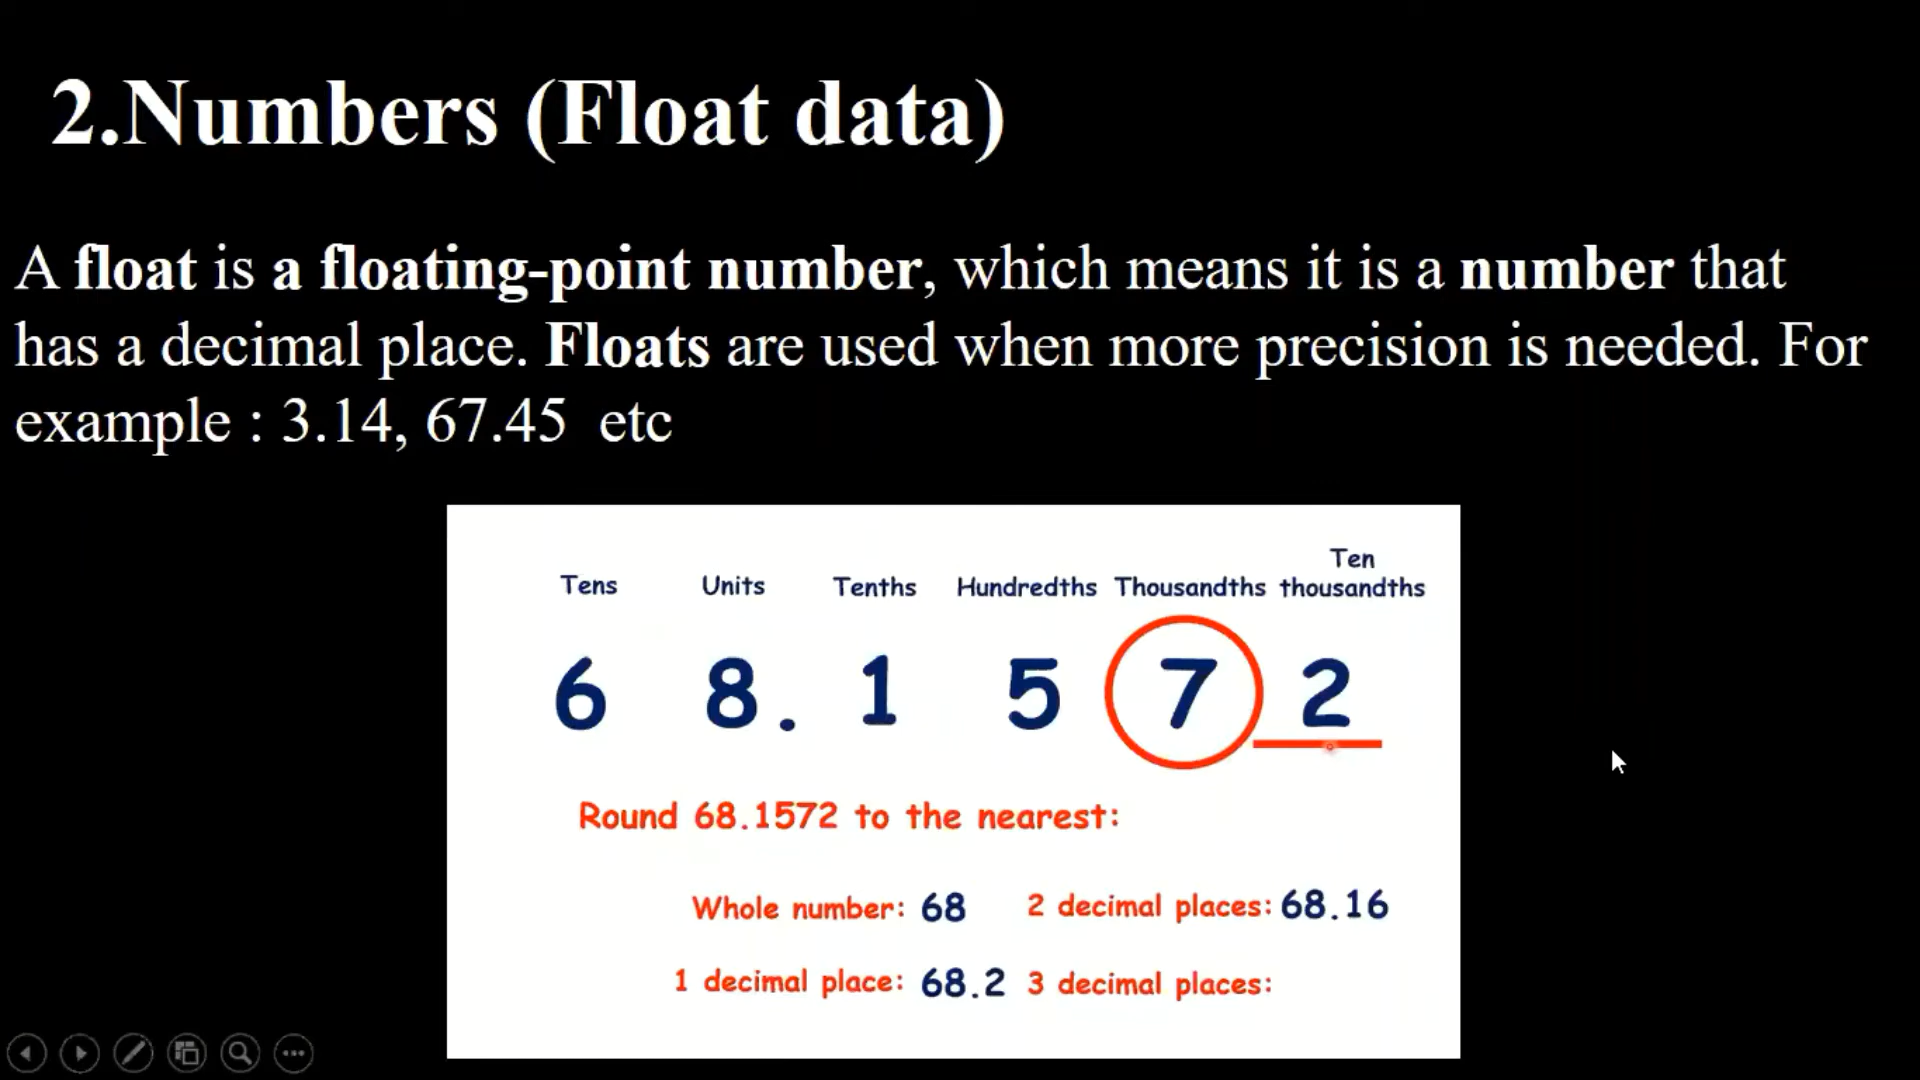 2.Numbers (Float data)
A float is a floating-point number, which means it is a number that
has a decimal place. Floats are used when more precision is needed. For
example : 3.14, 67.45  etc
Tens Units Tenths Hundredths Thousandths Ten thousandths
6 8. 1 5 7 2
Round 68.1572 to the nearest:
Whole number: 68 2 decimal places: 68.16
1 decimal place: 68.2 3 decimal places: